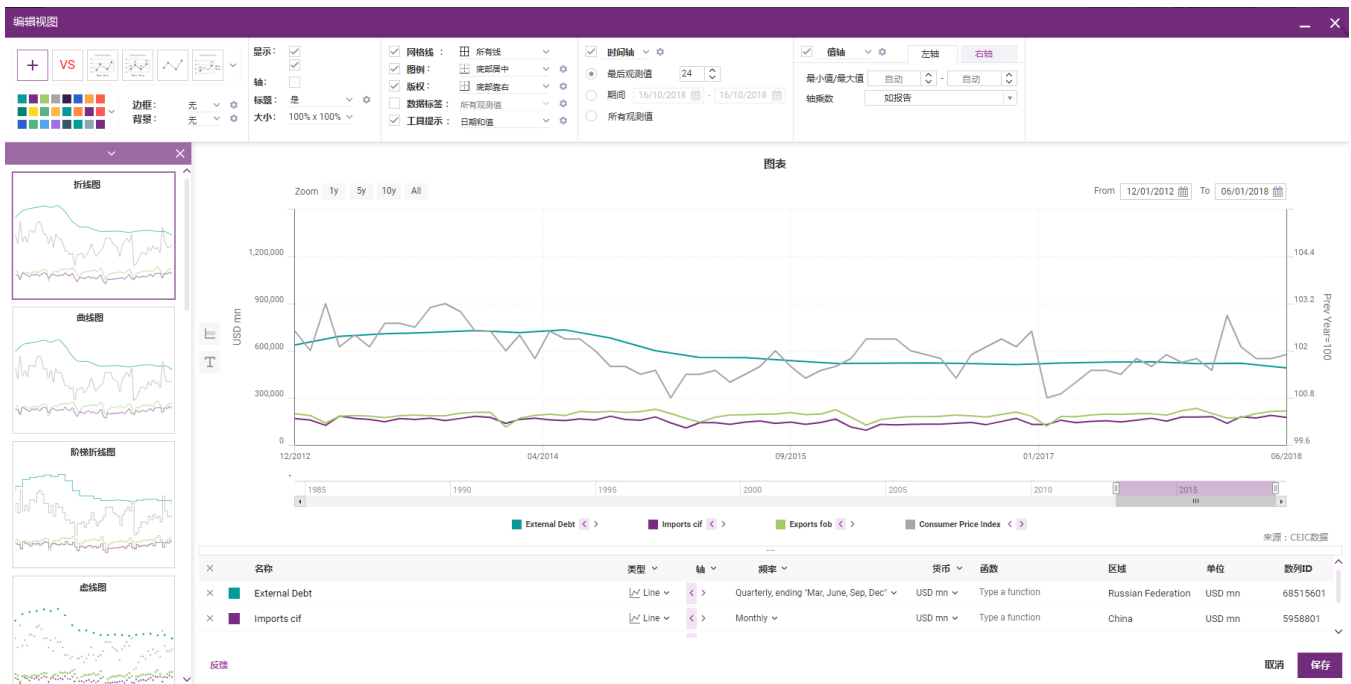 编辑视图
+ VS
显示：
轴：
标题： 是
大小： 100% x 100%
边框： 无
背景： 无
网格线 ： 所有线
图例： 底部居中
版权： 底部靠右
数据标签： 所有观测值
工具提示： 日期和值
时间轴
最后观测值 24
期间 16/10/2018 - 16/10/2018
所有观测值
值轴 左轴 右轴
最小值/最大值 自动 - 自动
轴乘数 如报告
折线图
曲线图
阶梯折线图
虚线图
图表
Zoom 1y 5y 10y All
From 12/01/2012 To 06/01/2018
USD mn
1,200,000
900,000
600,000
300,000
0
104.4
103.2
102
100.8
99.6
Prev Year=100
12/2012 04/2014 09/2015 01/2017 06/2018
1985 1990 1995 2000 2005 2010 2015
External Debt < > Imports cif < > Exports fob < > Consumer Price Index < >
来源：CEIC数据
...
× 名称 类型 轴 频率 货币 函数 区域 单位 数列ID
× External Debt Line < > Quarterly, ending "Mar, June, Sep, Dec" USD mn Type a function Russian Federation USD mn 68515601
× Imports cif Line < > Monthly USD mn Type a function China USD mn 5958801
反馈
取消 保存